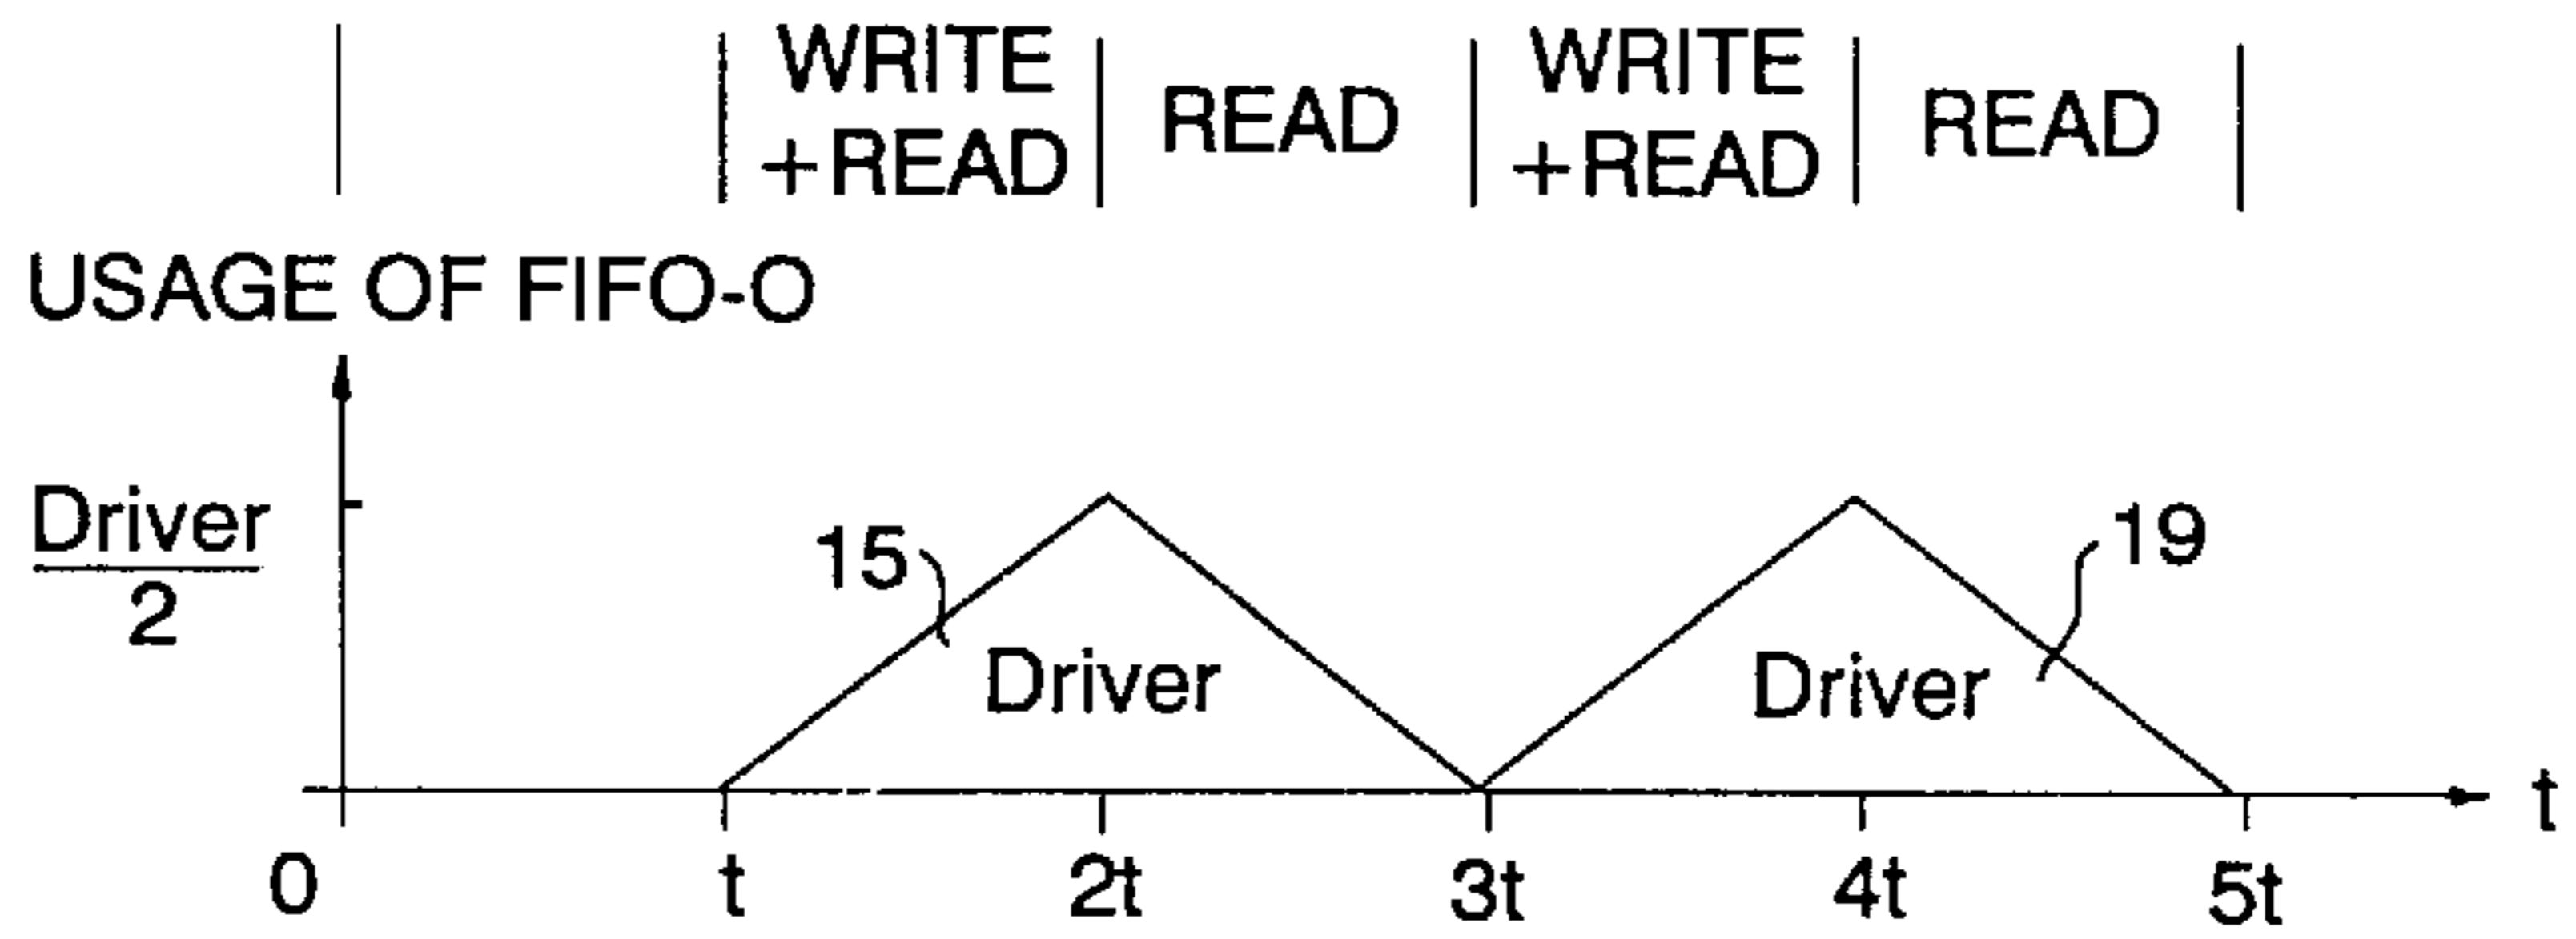 WRITE +READ READ WRITE +READ READ
USAGE OF FIFO-O
Driver
2
15
19
Driver
Driver
t
0
t
2t
3t
4t
5t